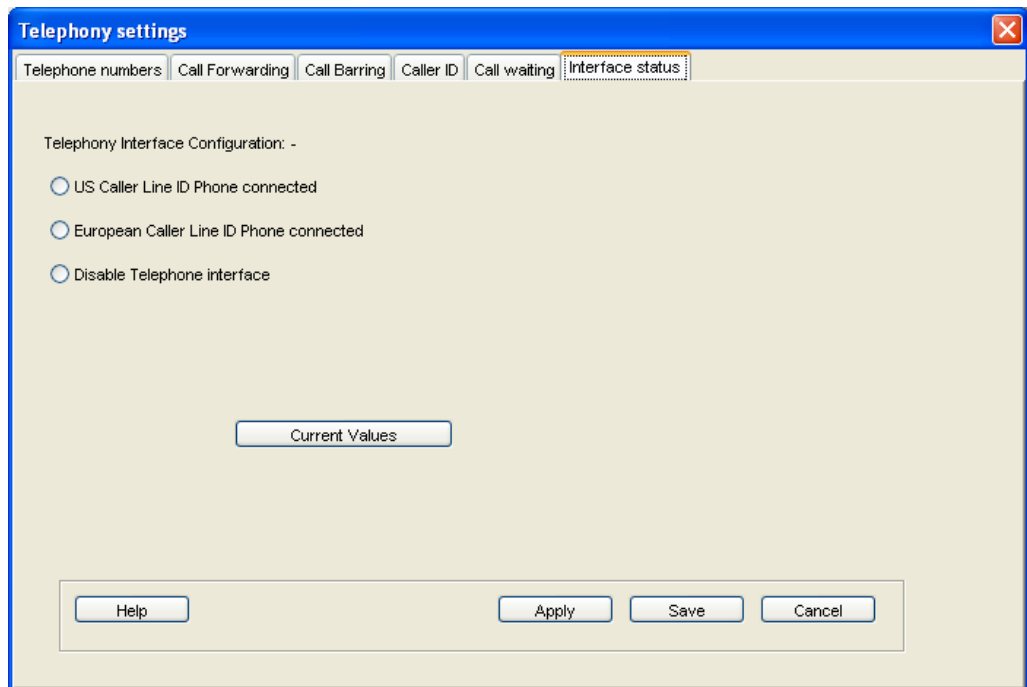 Telephony settings
Telephone numbers Call Forwarding Call Barring Caller ID Call waiting Interface status
Telephony Interface Configuration: -
US Caller Line ID Phone connected
European Caller Line ID Phone connected
Disable Telephone interface
Current Values
Help Apply Save Cancel